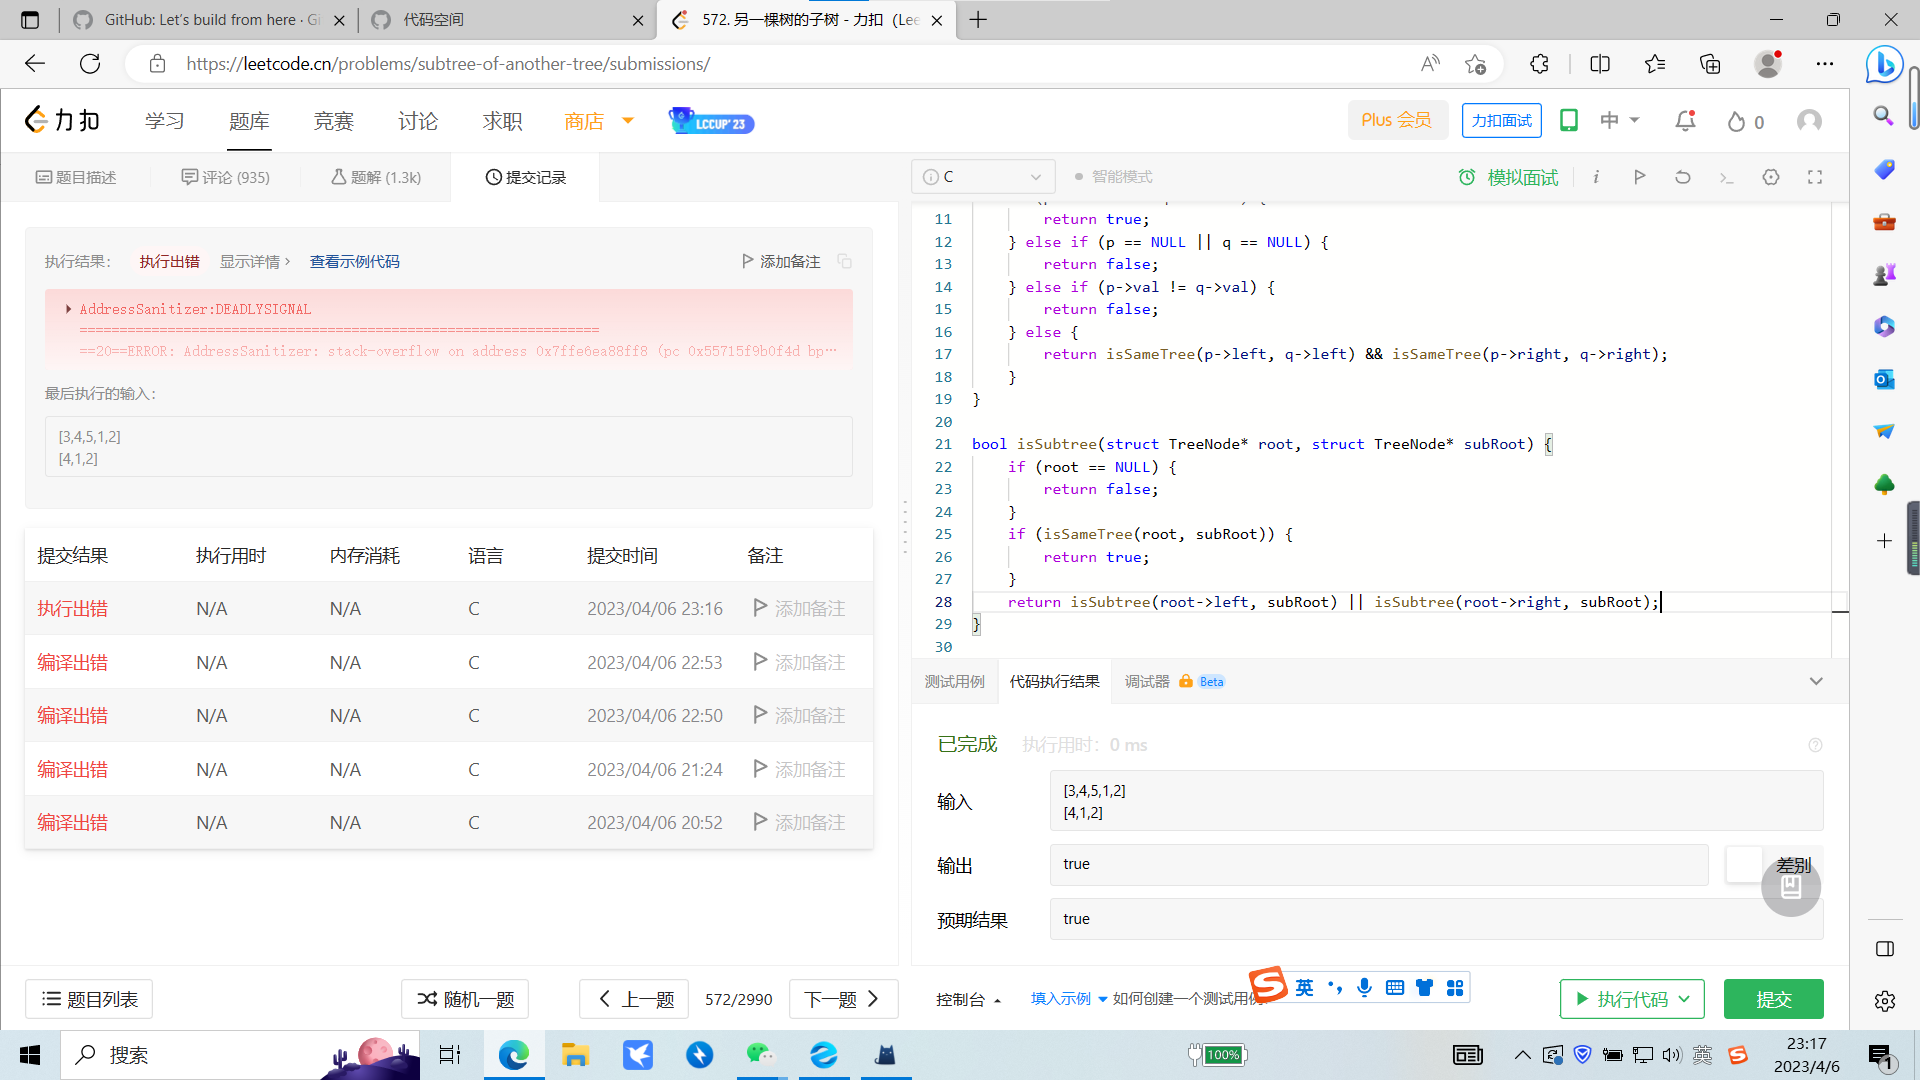 GitHub: Let's build from here · Gi
代码空间
572. 另一棵树的子树 - 力扣（Lee
https://leetcode.cn/problems/subtree-of-another-tree/submissions/
力扣
学习
题库
竞赛
讨论
求职
商店
LCCUP' 23
Plus 会员
力扣面试
中
0
题目描述
评论 (935)
题解 (1.3k)
提交记录
C
智能模式
模拟面试
执行结果：
执行出错
显示详情 >
查看示例代码
添加备注
AddressSanitizer:DEADLYSIGNAL
=================================================================
==20==ERROR: AddressSanitizer: stack-overflow on address 0x7ffe6ea88ff8 (pc 0x55715f9b0f4d bp…
最后执行的输入：
[3,4,5,1,2]
[4,1,2]
提交结果 执行用时 内存消耗 语言 提交时间 备注
执行出错 N/A N/A C 2023/04/06 23:16 添加备注
编译出错 N/A N/A C 2023/04/06 22:53 添加备注
编译出错 N/A N/A C 2023/04/06 22:50 添加备注
编译出错 N/A N/A C 2023/04/06 21:24 添加备注
编译出错 N/A N/A C 2023/04/06 20:52 添加备注
11 return true;
12 } else if (p == NULL || q == NULL) {
13 return false;
14 } else if (p->val != q->val) {
15 return false;
16 } else {
17 return isSameTree(p->left, q->left) && isSameTree(p->right, q->right);
18 }
19 }
20
21 bool isSubtree(struct TreeNode* root, struct TreeNode* subRoot) {
22 if (root == NULL) {
23 return false;
24 }
25 if (isSameTree(root, subRoot)) {
26 return true;
27 }
28 return isSubtree(root->left, subRoot) || isSubtree(root->right, subRoot);
29 }
30
测试用例
代码执行结果
调试器
Beta
已完成
执行用时：0 ms
输入
[3,4,5,1,2]
[4,1,2]
输出
true
差别
预期结果
true
题目列表
随机一题
上一题
572/2990
下一题
控制台
填入示例
如何创建一个测试用例
英
执行代码
提交
搜索
100%
英
23:17
2023/4/6
1